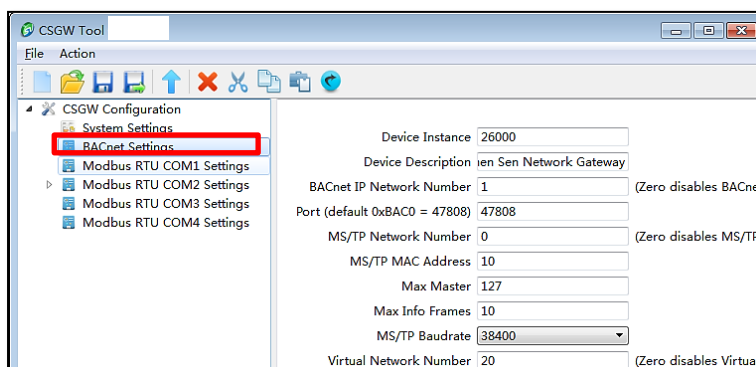 CSGW Tool
File Action
CSGW Configuration
System Settings
BACnet Settings
Modbus RTU COM1 Settings
Modbus RTU COM2 Settings
Modbus RTU COM3 Settings
Modbus RTU COM4 Settings
Device Instance 26000
Device Description en Sen Network Gateway
BACnet IP Network Number 1 (Zero disables BACne
Port (default 0xBAC0 = 47808) 47808
MS/TP Network Number 0 (Zero disables MS/TP
MS/TP MAC Address 10
Max Master 127
Max Info Frames 10
MS/TP Baudrate 38400
Virtual Network Number 20 (Zero disables Virtua